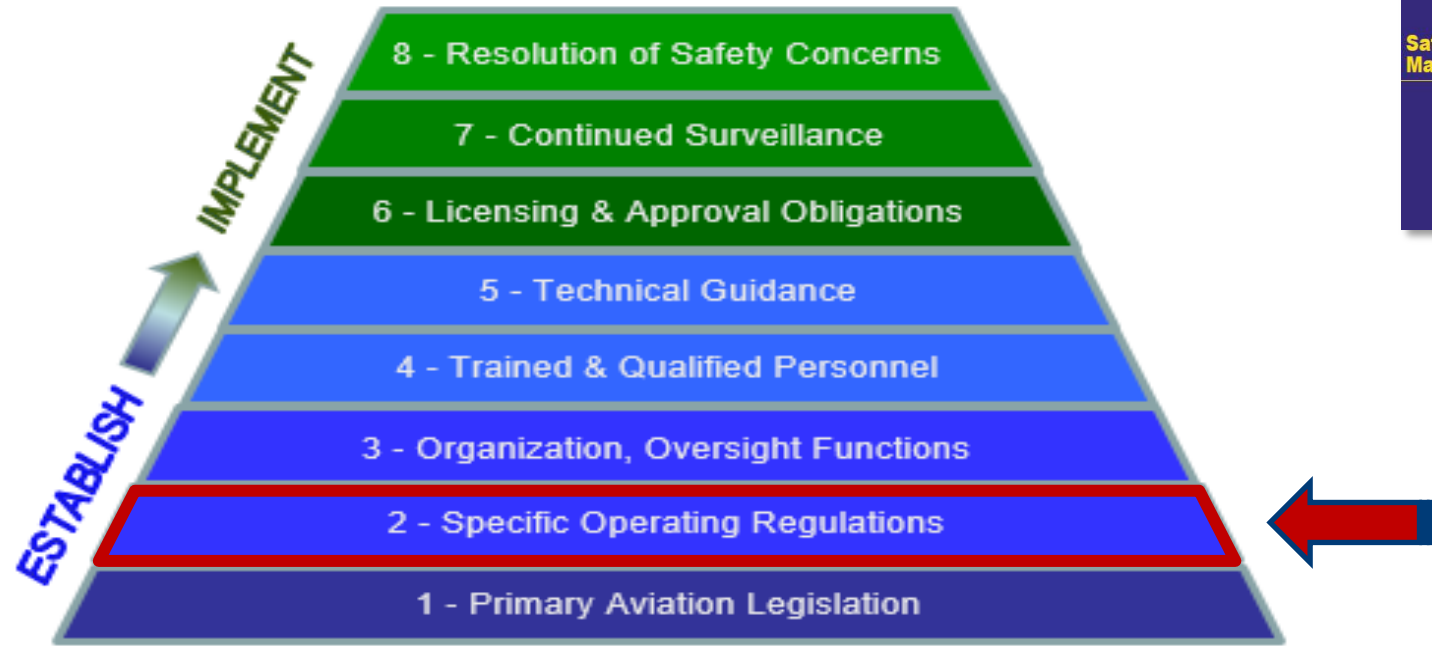 8 - Resolution of Safety Concerns
7 - Continued Surveillance
6 - Licensing & Approval Obligations
5 - Technical Guidance
4 - Trained & Qualified Personnel
3 - Organization, Oversight Functions
2 - Specific Operating Regulations
1 - Primary Aviation Legislation
IMPLEMENT
ESTABLISH